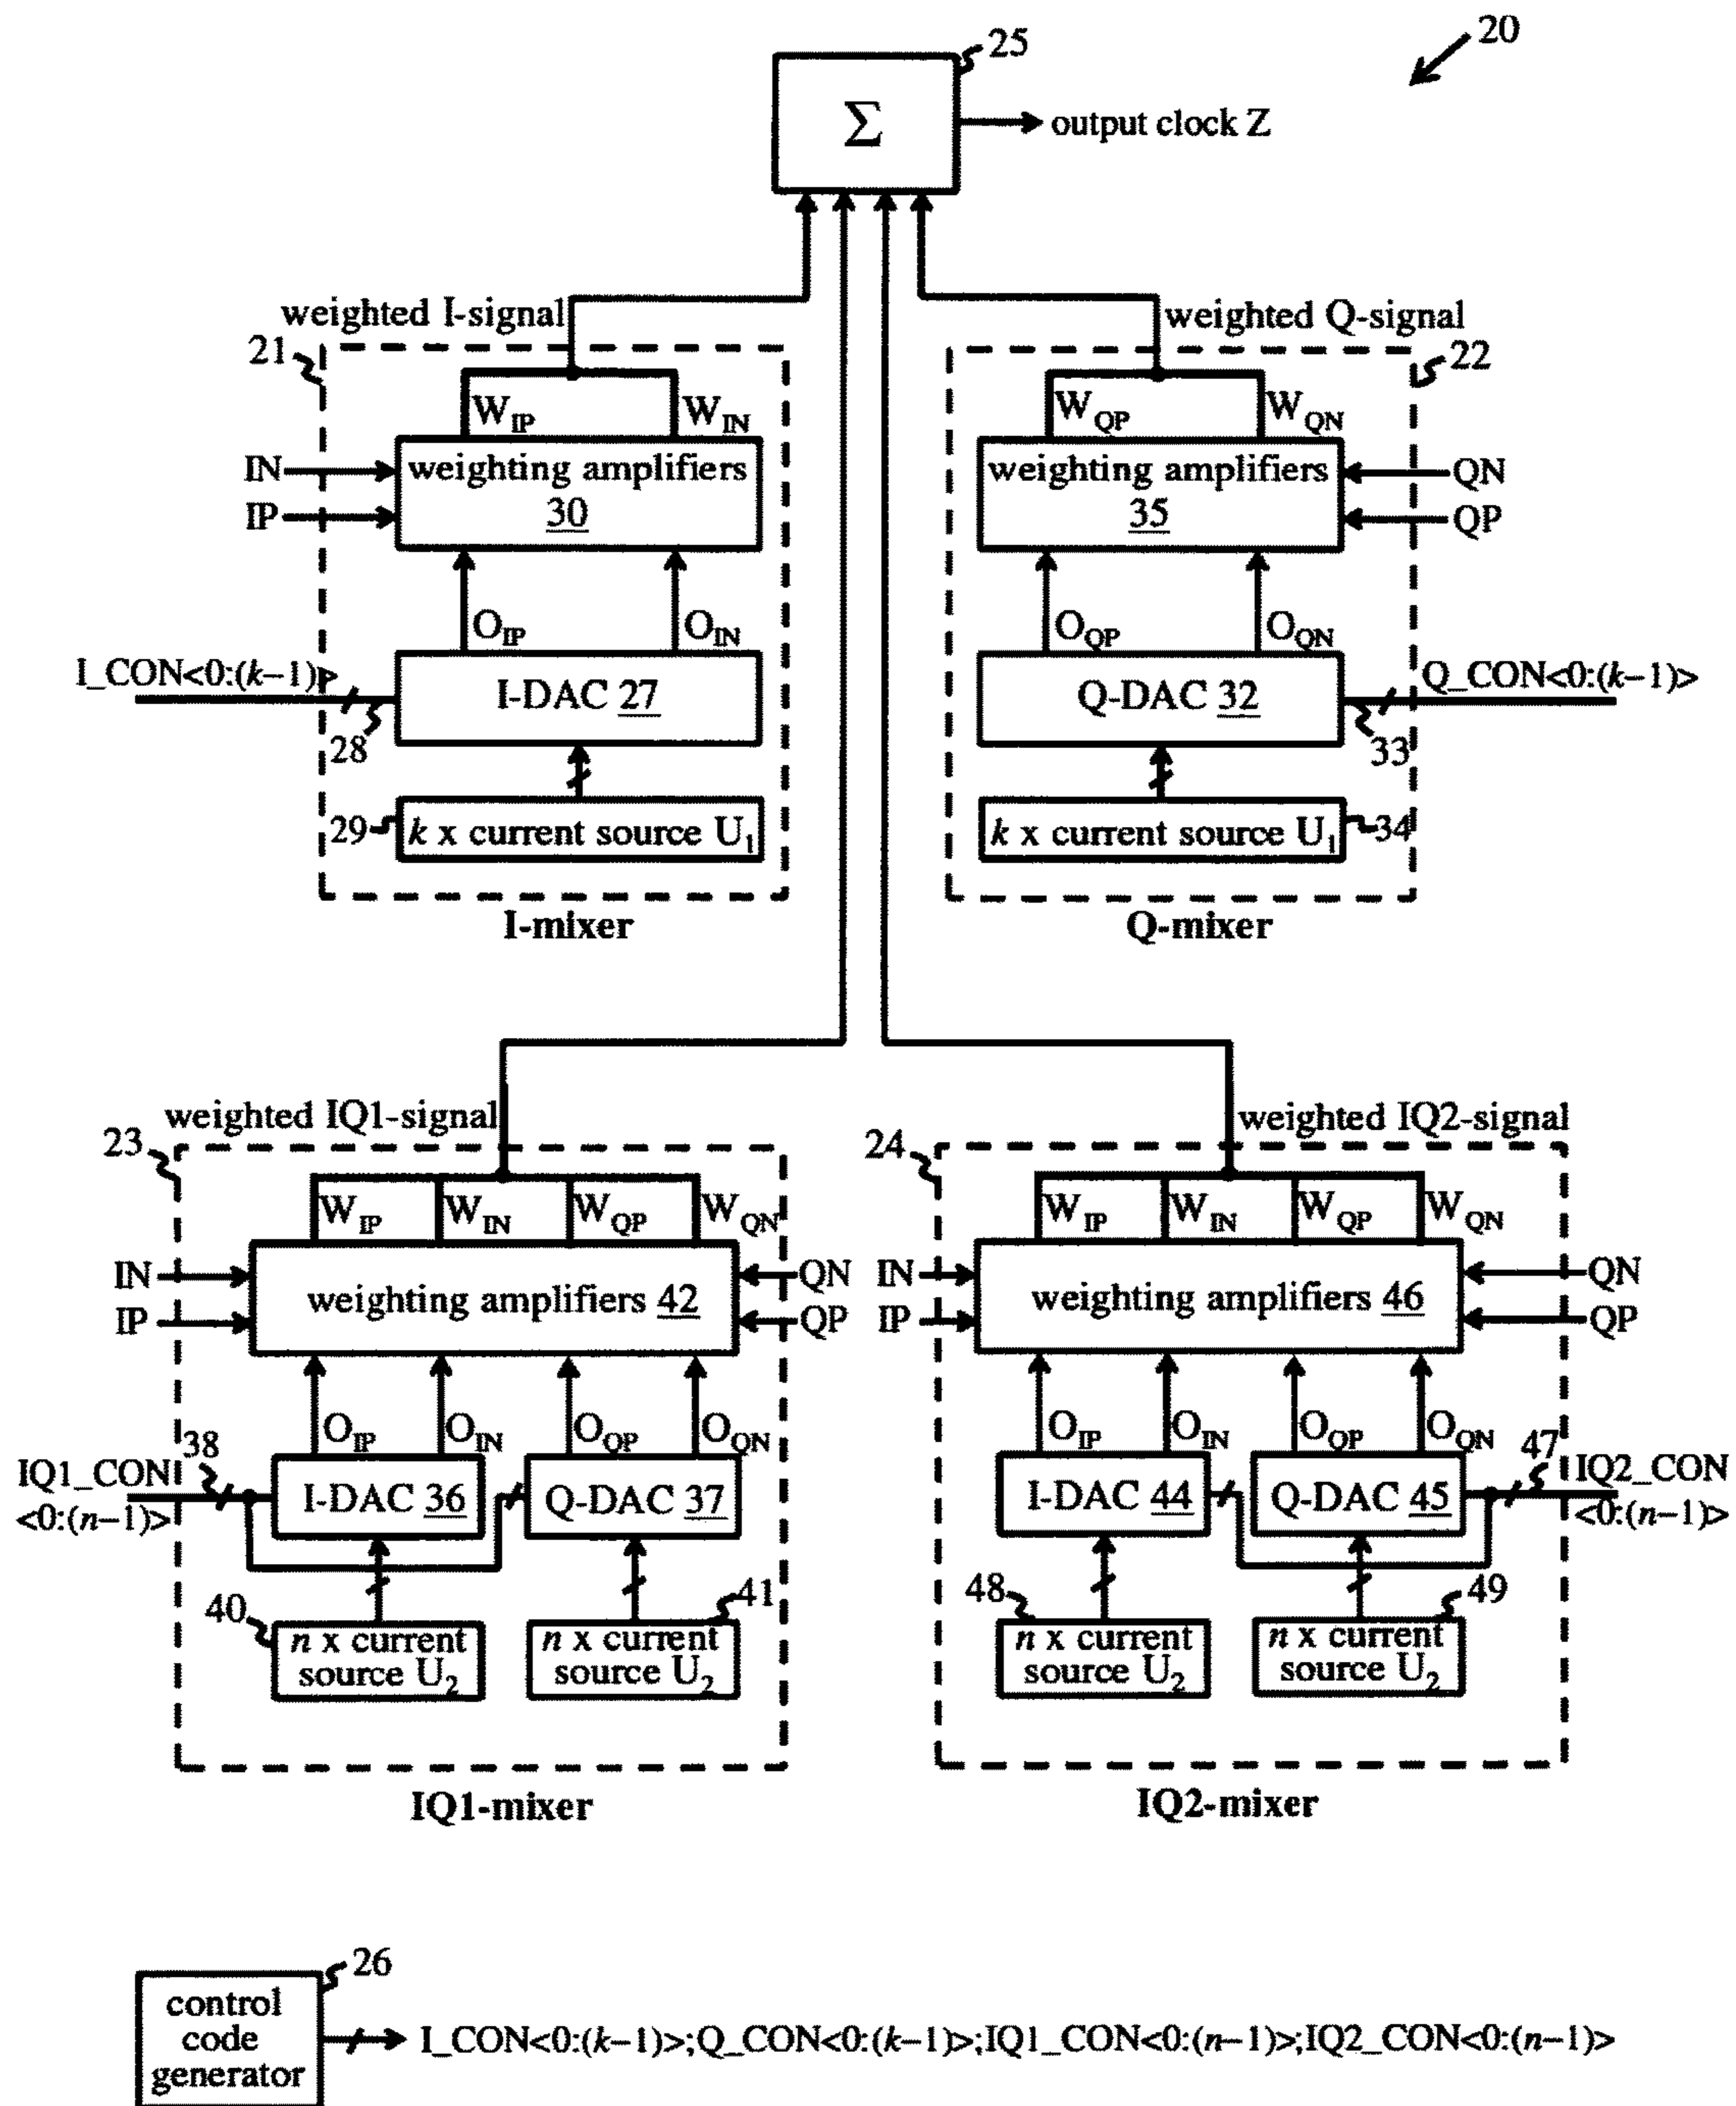 20
25
Σ
output clock Z
weighted I-signal
weighted Q-signal
21
22
W_IP
W_IN
W_QP
W_QN
IN
IP
weighting amplifiers
30
weighting amplifiers
35
QN
QP
O_IP
O_IN
O_QP
O_QN
I_CON<0:(k−1)>
I-DAC 27
28
Q-DAC 32
Q_CON<0:(k−1)>
33
29
k x current source U₁
k x current source U₁
34
I-mixer
Q-mixer
weighted IQ1-signal
weighted IQ2-signal
23
24
W_IP
W_IN
W_QP
W_QN
W_IP
W_IN
W_QP
W_QN
IN
IP
weighting amplifiers 42
QN
QP
IN
IP
weighting amplifiers 46
QN
QP
O_IP
O_IN
O_QP
O_QN
O_IP
O_IN
O_QP
O_QN
IQ1_CON
<0:(n−1)>
38
I-DAC 36
Q-DAC 37
I-DAC 44
Q-DAC 45
47
IQ2_CON
<0:(n−1)>
40
n x current
source U₂
41
n x current
source U₂
48
n x current
source U₂
49
n x current
source U₂
IQ1-mixer
IQ2-mixer
26
control
code
generator
I_CON<0:(k−1)>;Q_CON<0:(k−1)>;IQ1_CON<0:(n−1)>;IQ2_CON<0:(n−1)>